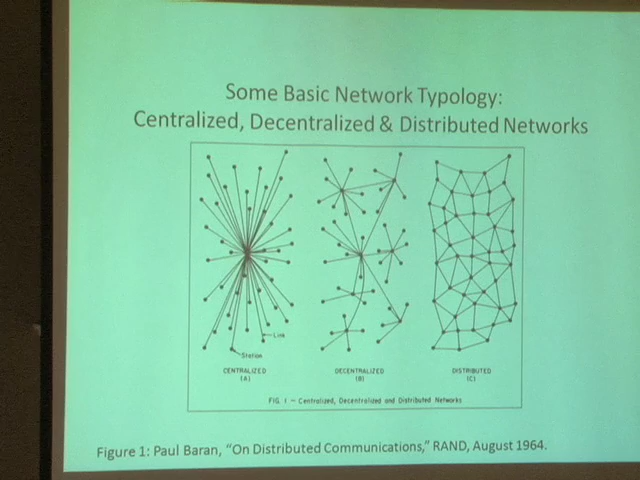 Some Basic Network Typology:
Centralized, Decentralized & Distributed Networks
Link
Station
CENTRALIZED
(A)
DECENTRALIZED
(B)
DISTRIBUTED
(C)
FIG. 1 — Centralized, Decentralized and Distributed Networks
Figure 1: Paul Baran, “On Distributed Communications,” RAND, August 1964.